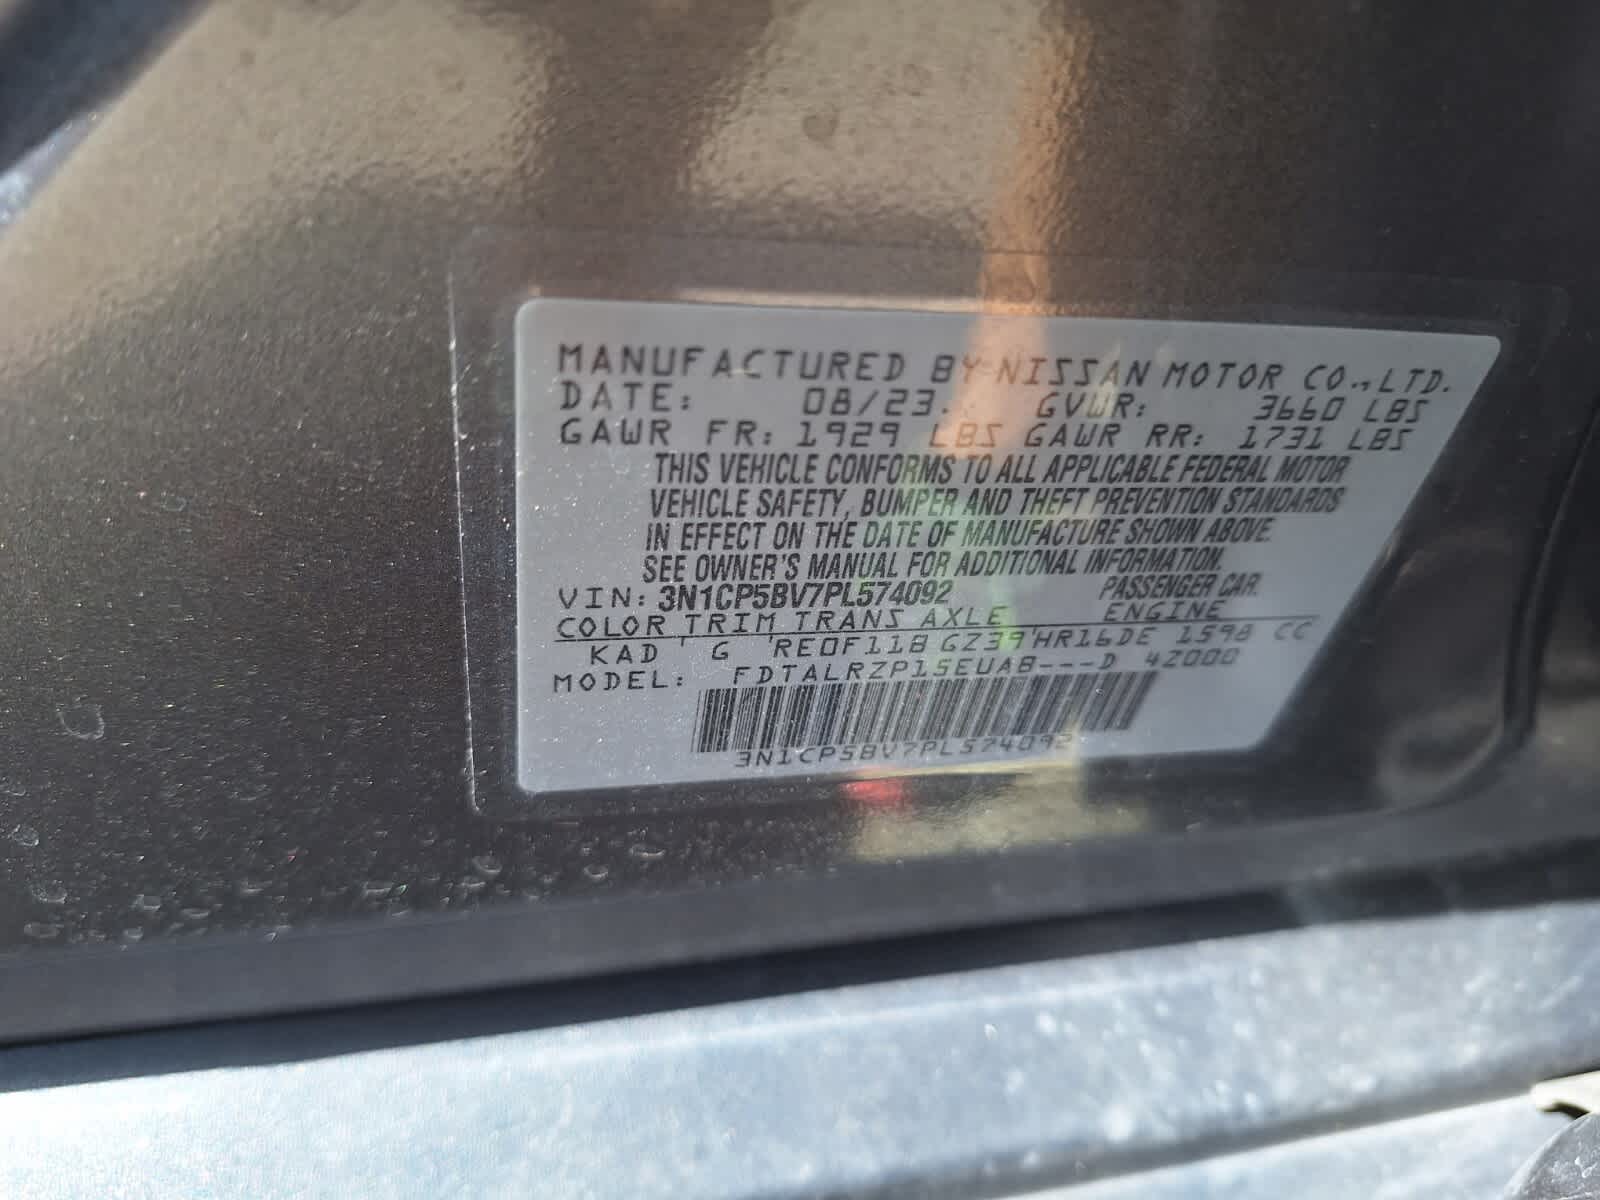 MANUFACTURED BY NISSAN MOTOR CO., LTD.
DATE: 08/23 GVWR: 3660 LBS
GAWR FR: 1929 LBS GAWR RR: 1731 LBS
THIS VEHICLE CONFORMS TO ALL APPLICABLE FEDERAL MOTOR
VEHICLE SAFETY, BUMPER AND THEFT PREVENTION STANDARDS
IN EFFECT ON THE DATE OF MANUFACTURE SHOWN ABOVE.
SEE OWNER'S MANUAL FOR ADDITIONAL INFORMATION.
VIN: 3N1CP5BV7PL574092 PASSENGER CAR.
COLOR TRIM TRANS AXLE ENGINE
KAD ' G 'RE0F11B GZ39'HR16DE 1598 CC
MODEL: FDTALRZP15EUAB---D 42000
3N1CP5BV7PL574092